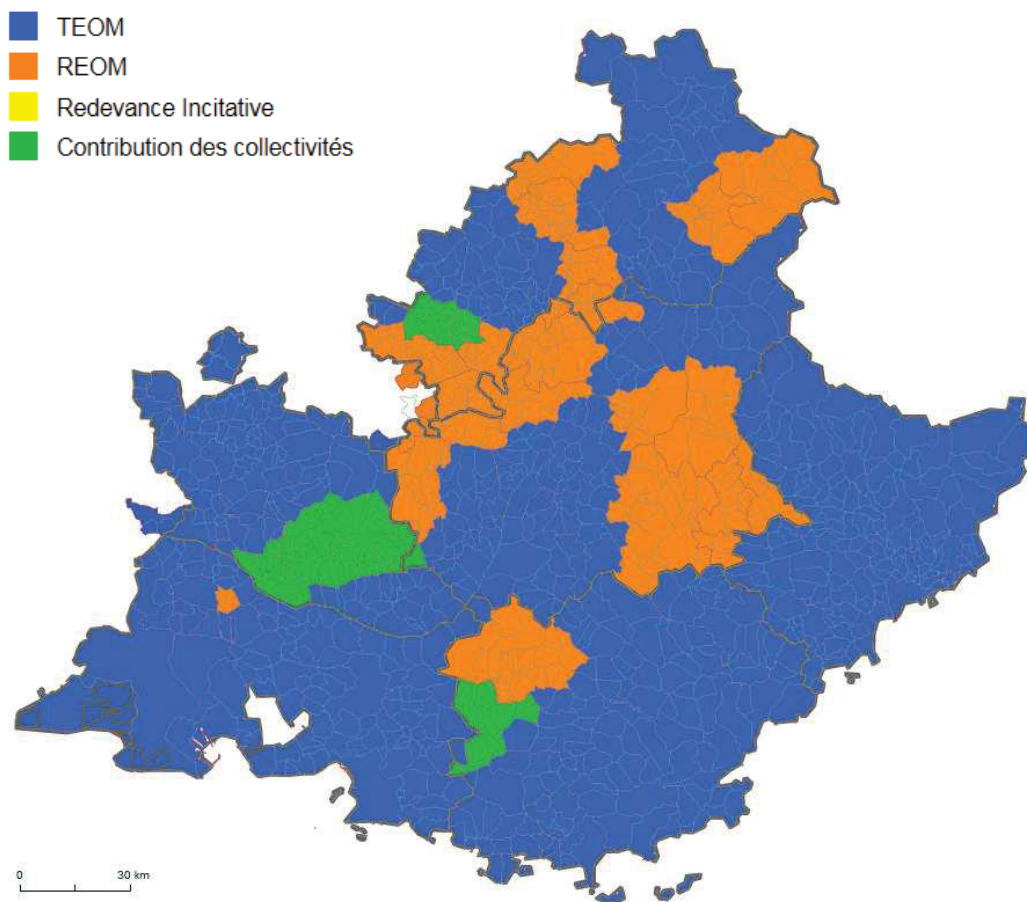 TEOM
REOM
Redevance Incitative
Contribution des collectivités
0 30 km